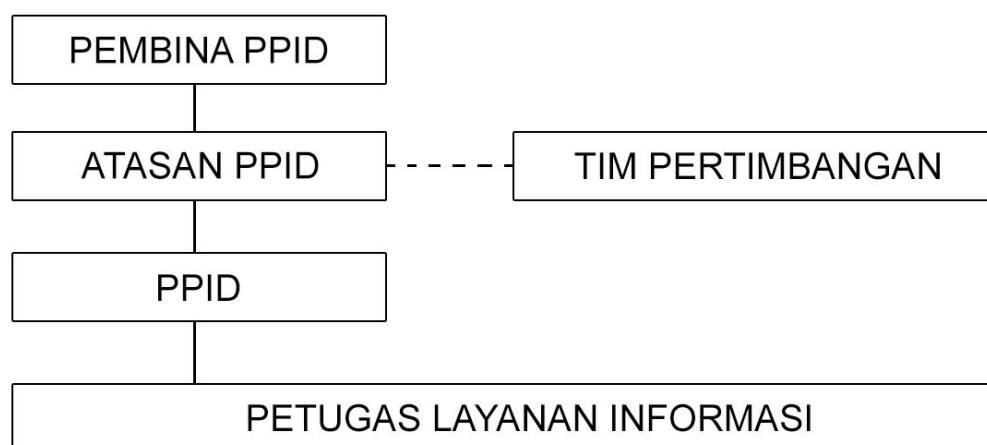 PEMBINA PPID
ATASAN PPID
TIM PERTIMBANGAN
PPID
PETUGAS LAYANAN INFORMASI